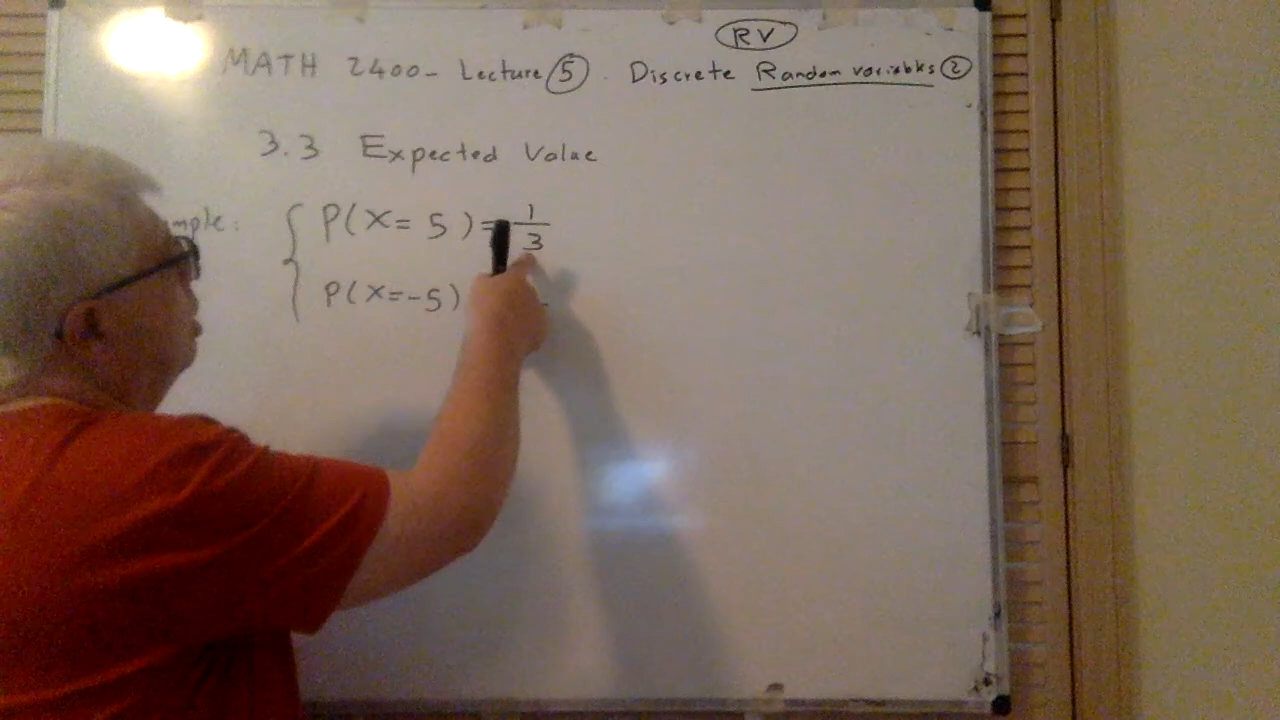 RV
MATH 2400- Lecture 5. Discrete Random variables 2
3.3 Expected Value
P(X= 5)= 1/3
P(X=-5)